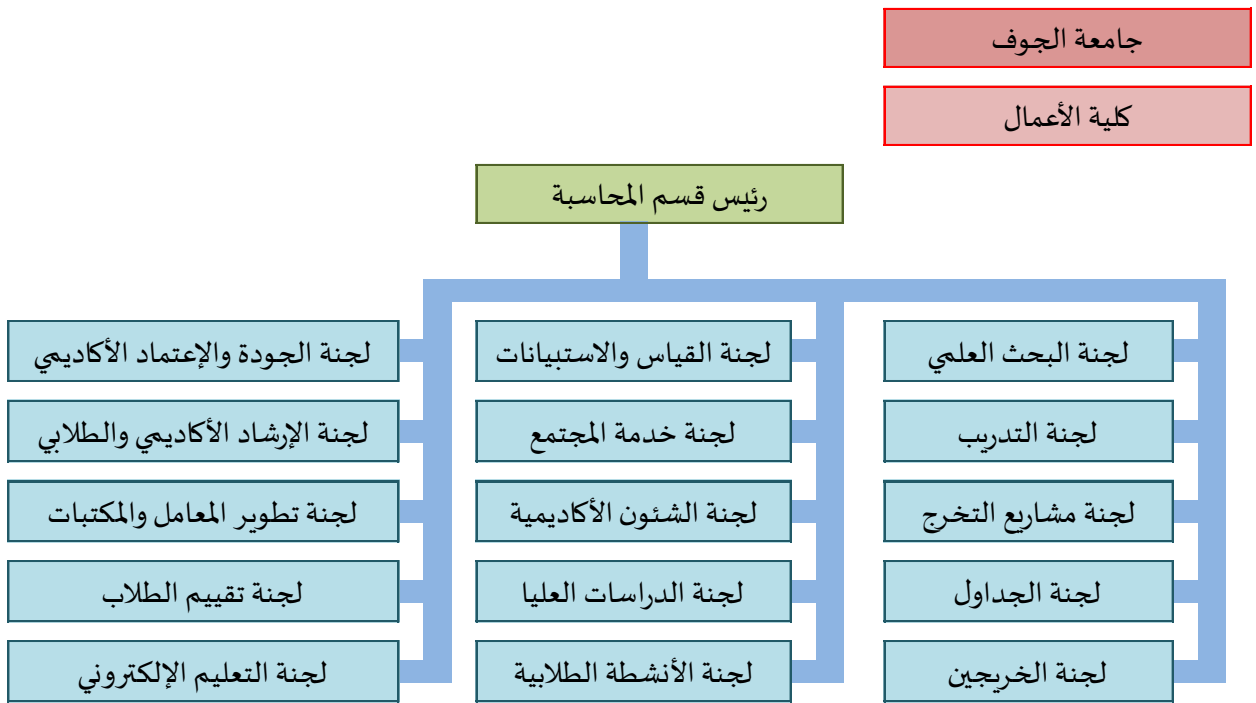 جامعة الجوف
كلية الأعمال
رئيس قسم المحاسبة
لجنة البحث العلمي
لجنة القياس والاستبيانات
لجنة الجودة والإعتماد الأكاديمي
لجنة التدريب
لجنة خدمة المجتمع
لجنة الإرشاد الأكاديمي والطلابي
لجنة مشاريع التخرج
لجنة الشئون الأكاديمية
لجنة تطوير المعامل والمكتبات
لجنة الجداول
لجنة الدراسات العليا
لجنة تقييم الطلاب
لجنة الخريجين
لجنة الأنشطة الطلابية
لجنة التعليم الإلكتروني